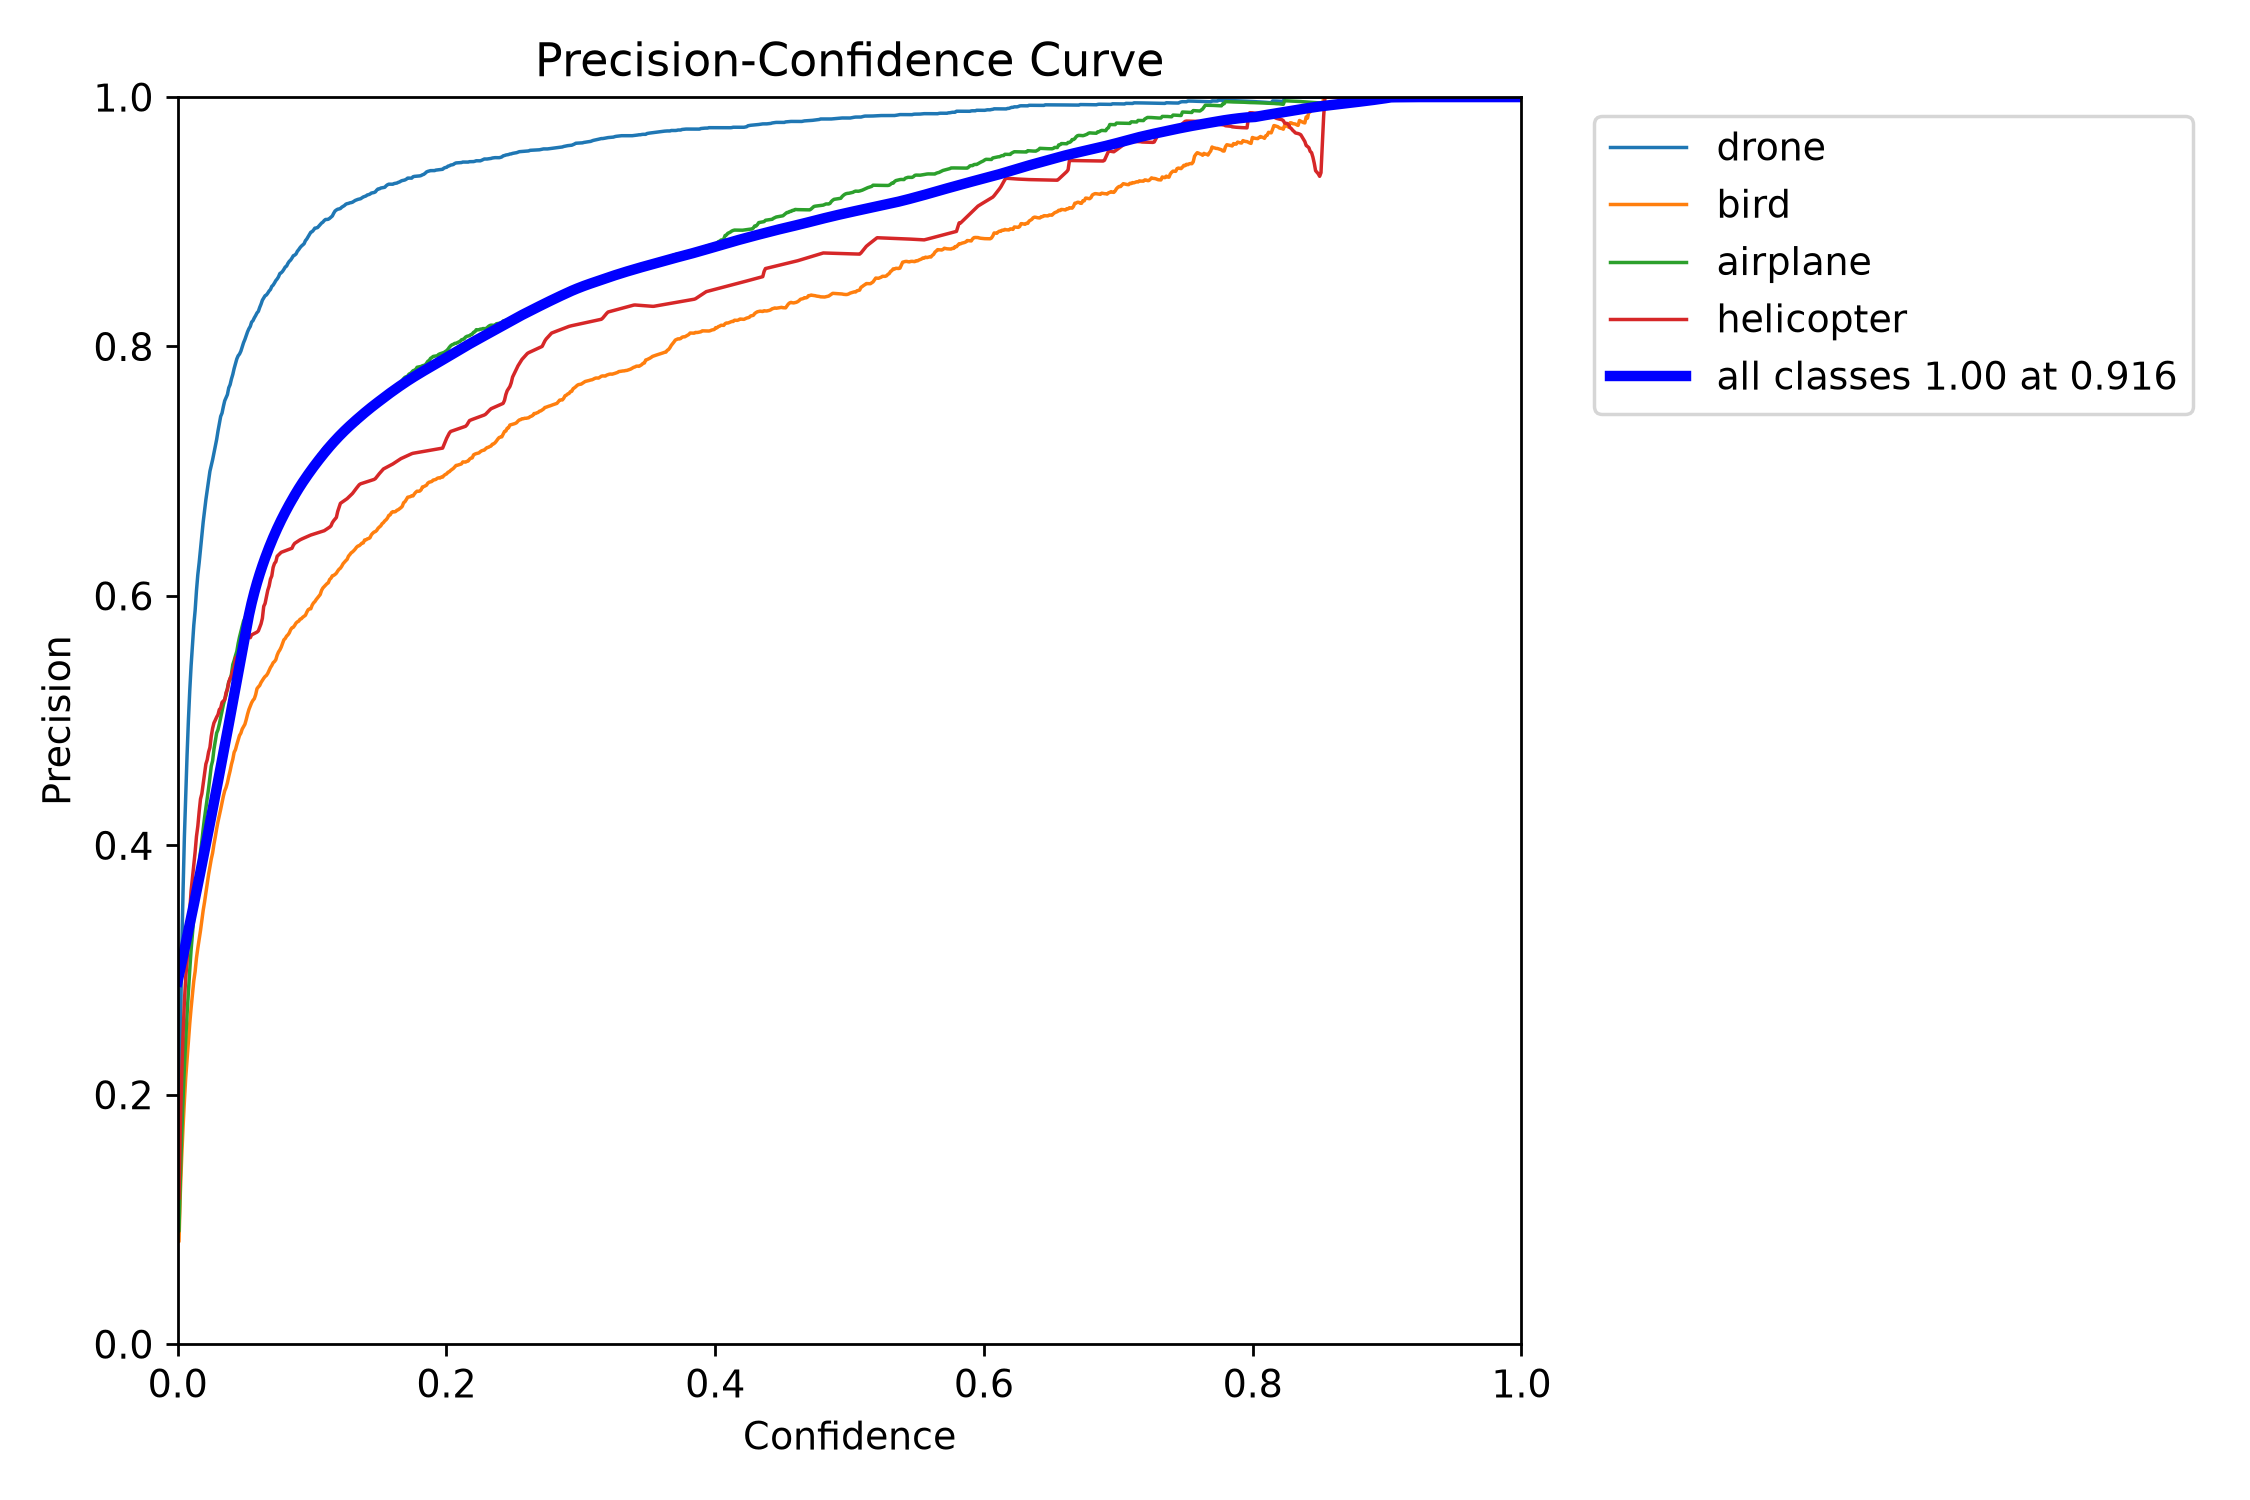 Precision-Confidence Curve
1.0
0.8
0.6
0.4
0.2
0.0
Precision
0.0 0.2 0.4 0.6 0.8 1.0
Confidence
drone
bird
airplane
helicopter
all classes 1.00 at 0.916